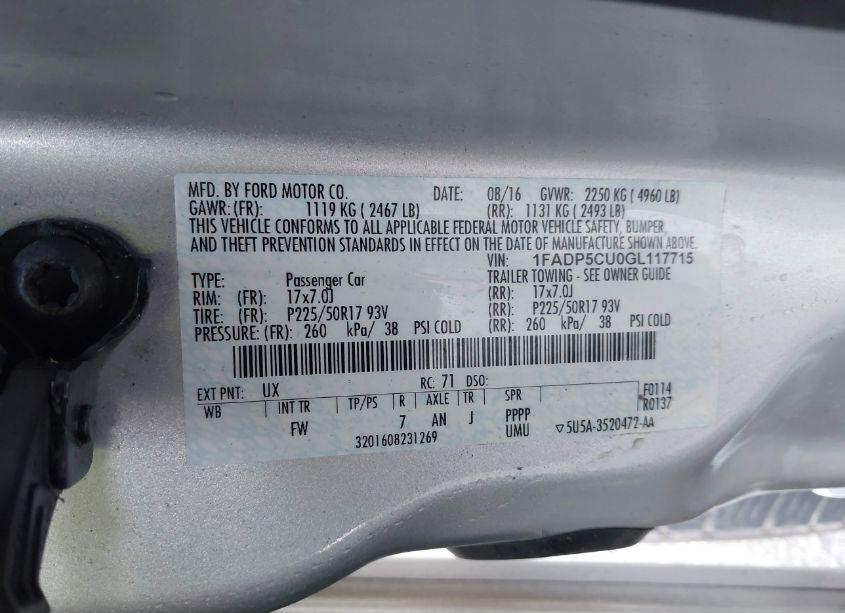 MFD. BY FORD MOTOR CO. DATE: 08/16 GVWR: 2250 KG ( 4960 LB)
GAWR: (FR): 1119 KG ( 2467 LB) (RR): 1131 KG ( 2493 LB)
THIS VEHICLE CONFORMS TO ALL APPLICABLE FEDERAL MOTOR VEHICLE SAFETY, BUMPER,
AND THEFT PREVENTION STANDARDS IN EFFECT ON THE DATE OF MANUFACTURE SHOWN ABOVE.
VIN: 1FADP5CU0GL117715
TYPE: Passenger Car TRAILER TOWING - SEE OWNER GUIDE
RIM: (FR): 17x7.0J (RR): 17x7.0J
TIRE: (FR): P225/50R17 93V (RR): P225/50R17 93V
PRESSURE: (FR): 260 kPa/ 38 PSI COLD (RR): 260 kPa/ 38 PSI COLD
EXT PNT: UX RC: 71 DSO:
WB INT TR TP/PS R AXLE TR SPR F0114
FW 7 AN J PPPP R0137
3201608231269 UMU ▽5U5A-3520472-AA